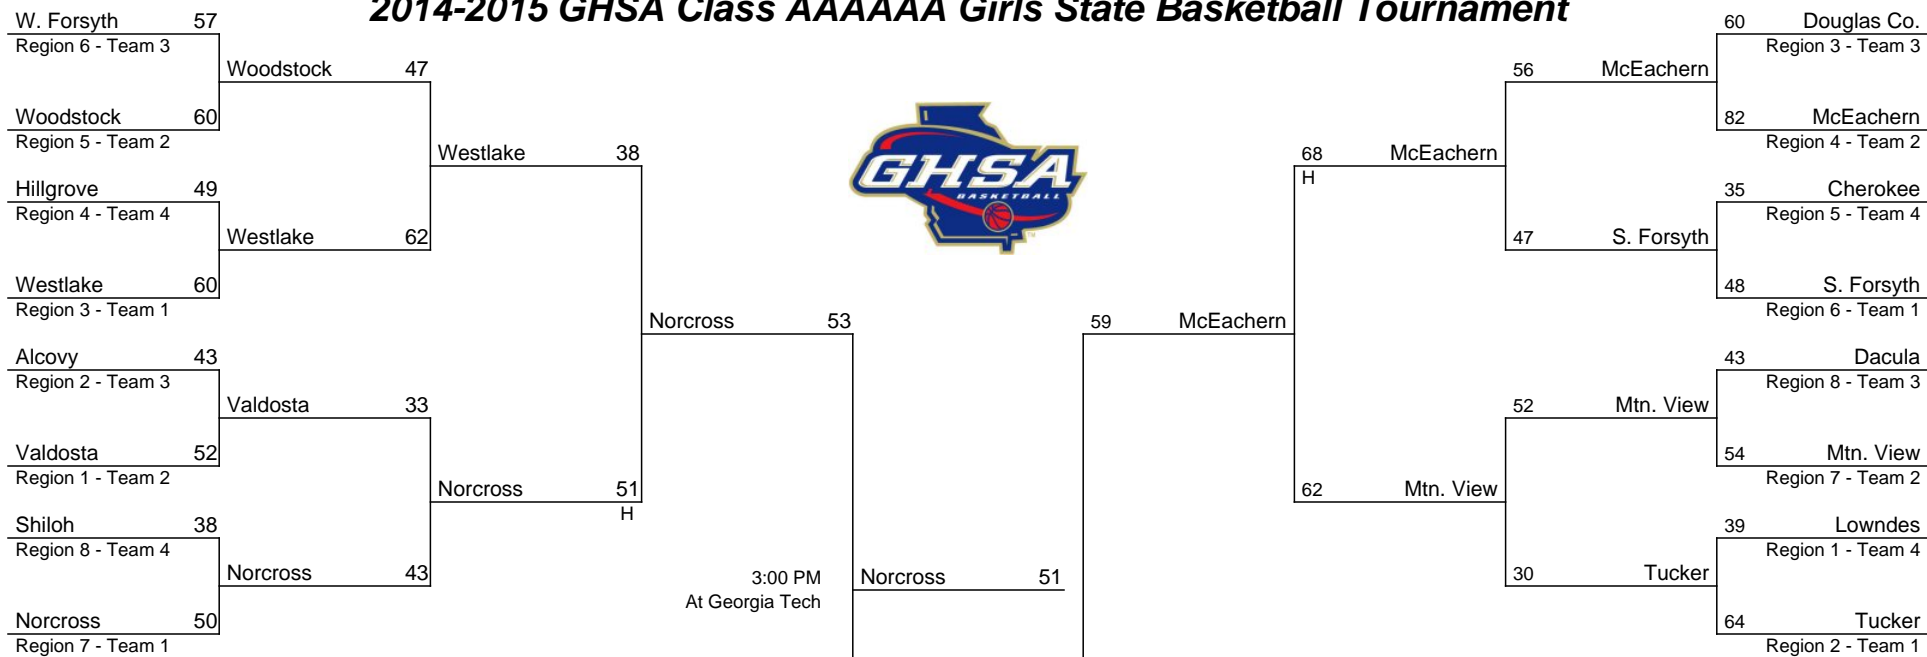 2014-2015 GHSA Class AAAAAA Girls State Basketball Tournament
W. Forsyth 57
Region 6 - Team 3
Woodstock 47
Woodstock 60
Region 5 - Team 2
Westlake 38
Hillgrove 49
Region 4 - Team 4
Westlake 62
Westlake 60
Region 3 - Team 1
Norcross 53
Alcovy 43
Region 2 - Team 3
Valdosta 33
Valdosta 52
Region 1 - Team 2
Norcross 51
H
Shiloh 38
Region 8 - Team 4
Norcross 43
Norcross 50
Region 7 - Team 1
GHSA
BASKETBALL
TM
3:00 PM
At Georgia Tech
Norcross 51
59 McEachern
68 McEachern
H
62 Mtn. View
56 McEachern
47 S. Forsyth
52 Mtn. View
30 Tucker
60 Douglas Co.
Region 3 - Team 3
82 McEachern
Region 4 - Team 2
35 Cherokee
Region 5 - Team 4
48 S. Forsyth
Region 6 - Team 1
43 Dacula
Region 8 - Team 3
54 Mtn. View
Region 7 - Team 2
39 Lowndes
Region 1 - Team 4
64 Tucker
Region 2 - Team 1